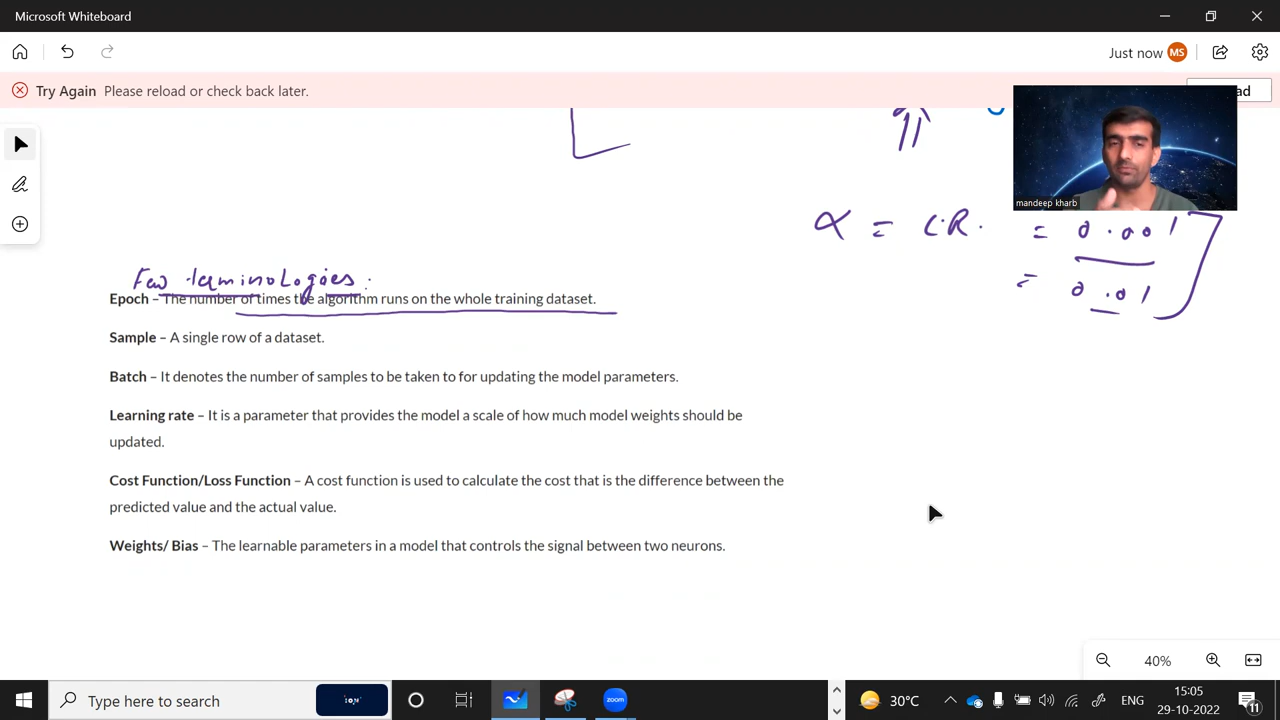 Microsoft Whiteboard
Just now MS
Try Again Please reload or check back later.
ad
mandeep kharb
α = L.R. = 0.001
= 0.01
Few terminologies:
Epoch – The number of times the algorithm runs on the whole training dataset.
Sample – A single row of a dataset.
Batch – It denotes the number of samples to be taken to for updating the model parameters.
Learning rate – It is a parameter that provides the model a scale of how much model weights should be
updated.
Cost Function/Loss Function – A cost function is used to calculate the cost that is the difference between the
predicted value and the actual value.
Weights/ Bias – The learnable parameters in a model that controls the signal between two neurons.
40%
Type here to search
zoom
30°C
ENG
15:05
29-10-2022
11